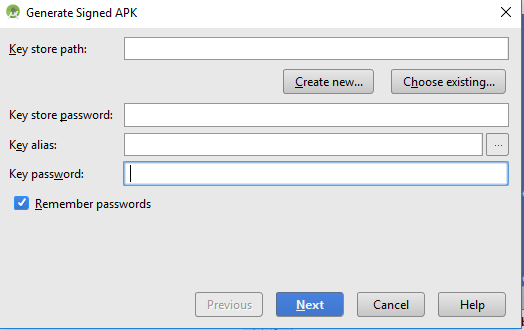 Generate Signed APK
Key store path:
Create new... Choose existing...
Key store password:
Key alias:
...
Key password:
Remember passwords
Previous Next Cancel Help